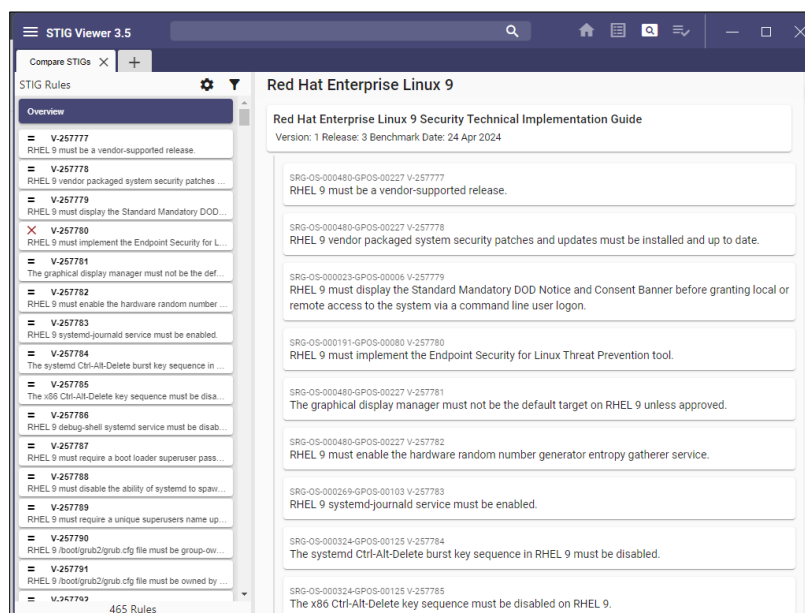 STIG Viewer 3.5
Compare STIGs
STIG Rules
Overview
= V-257777
RHEL 9 must be a vendor-supported release.
= V-257778
RHEL 9 vendor packaged system security patches ...
= V-257779
RHEL 9 must display the Standard Mandatory DOD...
V-257780
RHEL 9 must implement the Endpoint Security for L...
= V-257781
The graphical display manager must not be the def...
= V-257782
RHEL 9 must enable the hardware random number ...
= V-257783
RHEL 9 systemd-journald service must be enabled.
= V-257784
The systemd Ctrl-Alt-Delete burst key sequence in ...
= V-257785
The x86 Ctrl-Alt-Delete key sequence must be disa...
= V-257786
RHEL 9 debug-shell systemd service must be disab...
= V-257787
RHEL 9 must require a boot loader superuser pass...
= V-257788
RHEL 9 must disable the ability of systemd to spaw...
= V-257789
RHEL 9 must require a unique superusers name up...
= V-257790
RHEL 9 /boot/grub2/grub.cfg file must be group-ow...
= V-257791
RHEL 9 /boot/grub2/grub.cfg file must be owned by ...
= V-257792
465 Rules
Red Hat Enterprise Linux 9
Red Hat Enterprise Linux 9 Security Technical Implementation Guide
Version: 1 Release: 3 Benchmark Date: 24 Apr 2024
SRG-OS-000480-GPOS-00227 V-257777
RHEL 9 must be a vendor-supported release.
SRG-OS-000480-GPOS-00227 V-257778
RHEL 9 vendor packaged system security patches and updates must be installed and up to date.
SRG-OS-000023-GPOS-00006 V-257779
RHEL 9 must display the Standard Mandatory DOD Notice and Consent Banner before granting local or
remote access to the system via a command line user logon.
SRG-OS-000191-GPOS-00080 V-257780
RHEL 9 must implement the Endpoint Security for Linux Threat Prevention tool.
SRG-OS-000480-GPOS-00227 V-257781
The graphical display manager must not be the default target on RHEL 9 unless approved.
SRG-OS-000480-GPOS-00227 V-257782
RHEL 9 must enable the hardware random number generator entropy gatherer service.
SRG-OS-000269-GPOS-00103 V-257783
RHEL 9 systemd-journald service must be enabled.
SRG-OS-000324-GPOS-00125 V-257784
The systemd Ctrl-Alt-Delete burst key sequence in RHEL 9 must be disabled.
SRG-OS-000324-GPOS-00125 V-257785
The x86 Ctrl-Alt-Delete key sequence must be disabled on RHEL 9.